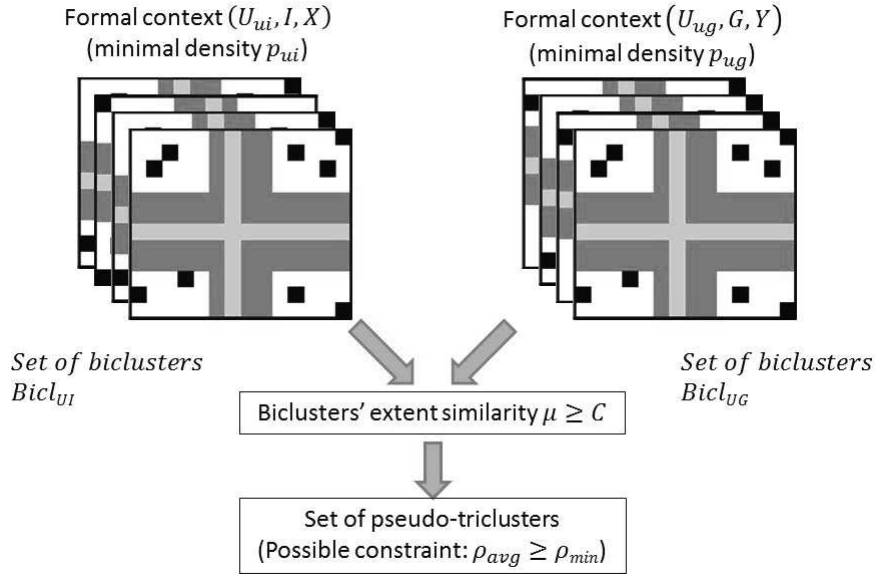 Formal context (U_ui, I, X)
(minimal density p_ui)
Formal context (U_ug, G, Y)
(minimal density p_ug)
Set of biclusters
Bicl_UI
Set of biclusters
Bicl_UG
Biclusters' extent similarity μ ≥ C
Set of pseudo-triclusters
(Possible constraint: ρ_avg ≥ ρ_min)